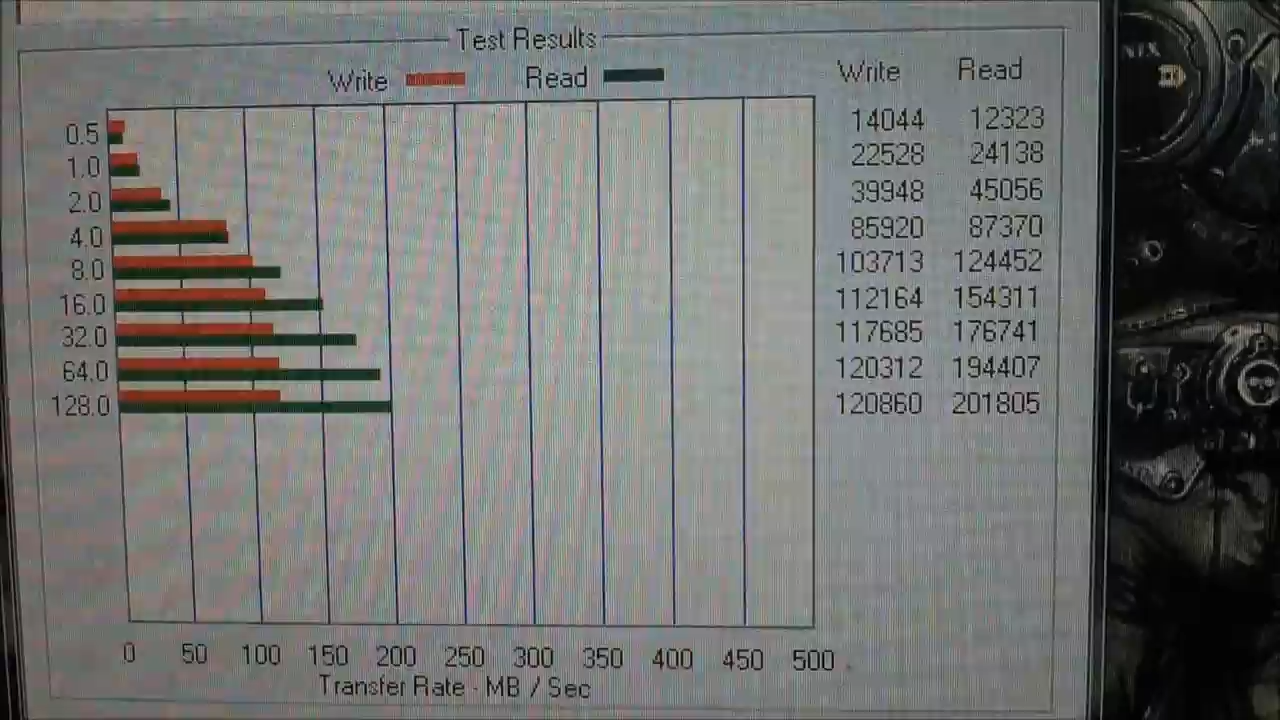 Test Results
Write Read Write Read
0.5 14044 12323
1.0 22528 24138
2.0 39948 45056
4.0 85920 87370
8.0 103713 124452
16.0 112164 154311
32.0 117685 176741
64.0 120312 194407
128.0 120860 201805
0 50 100 150 200 250 300 350 400 450 500
Transfer Rate - MB / Sec